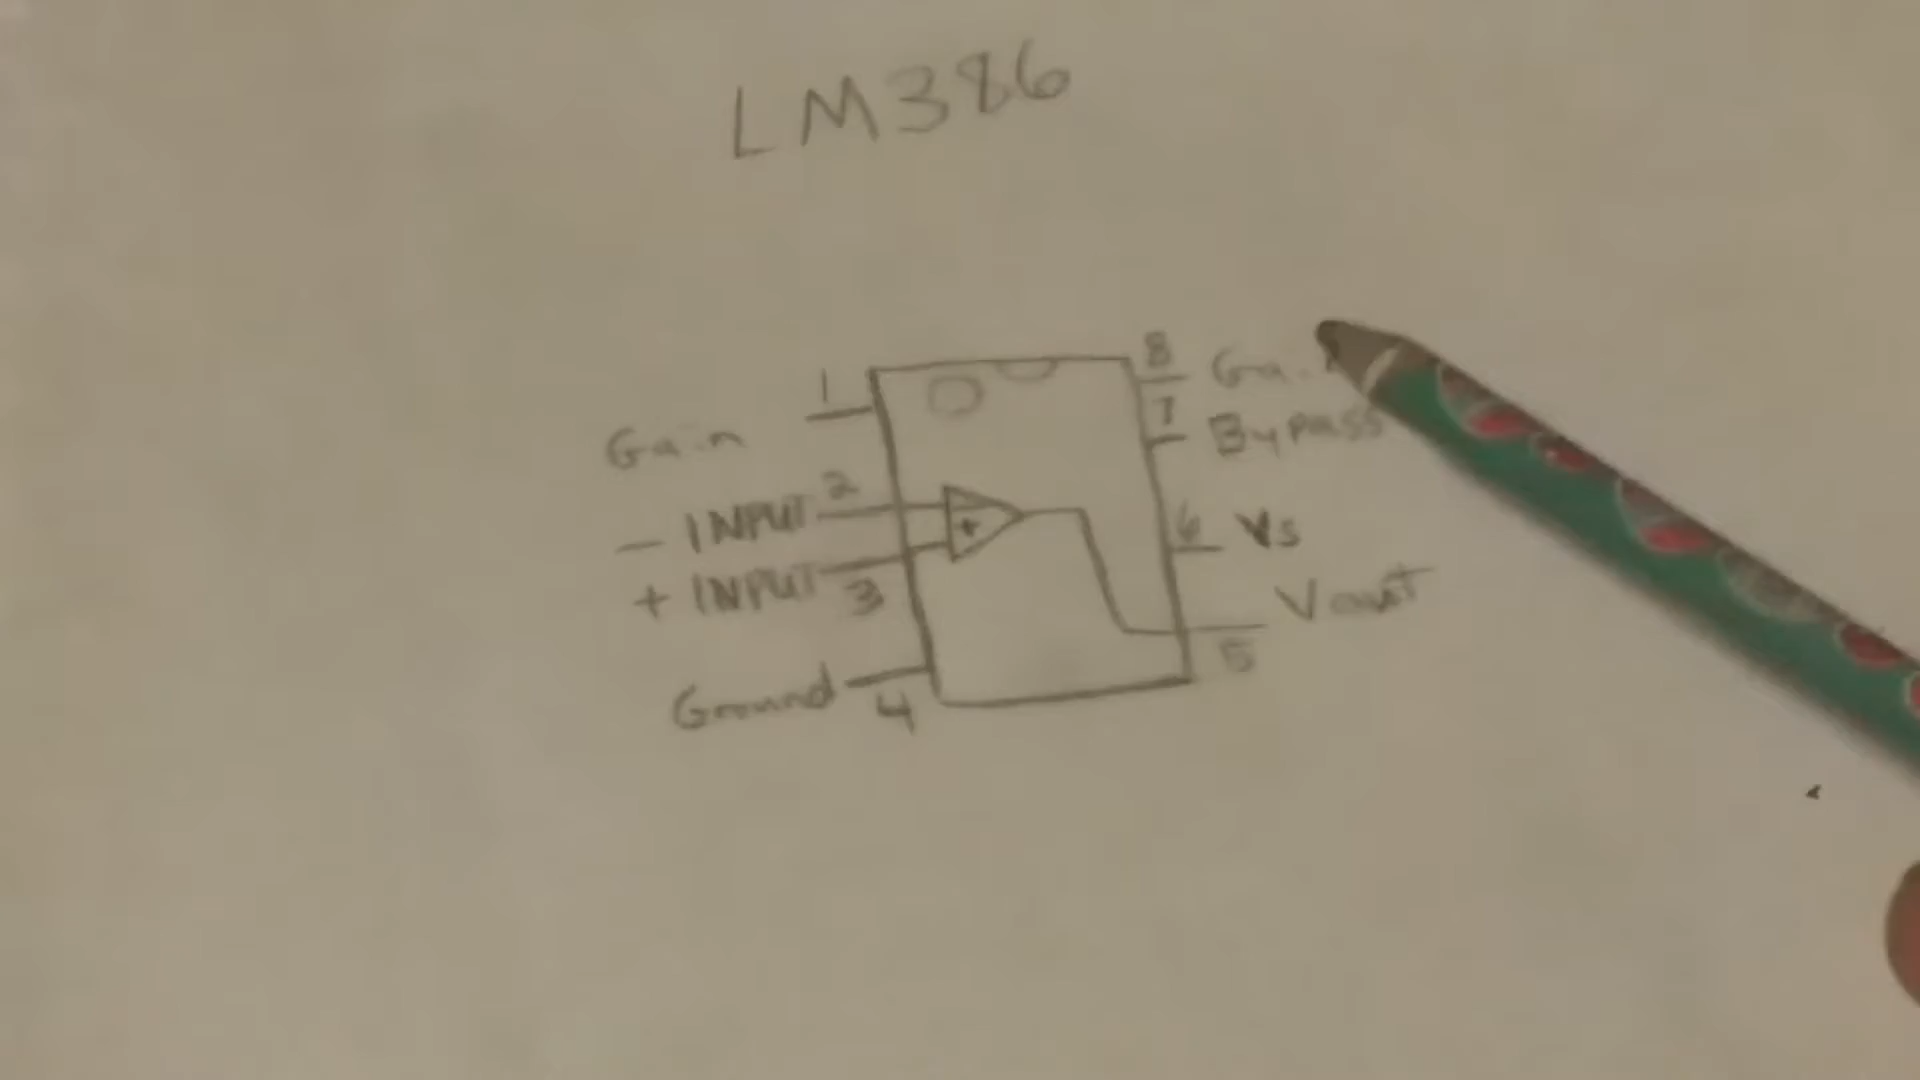 LM386
1
Gain
2
- INPUT
+ INPUT
3
Ground
4
+
8
7
Bypass
6 Vs
Vout
5